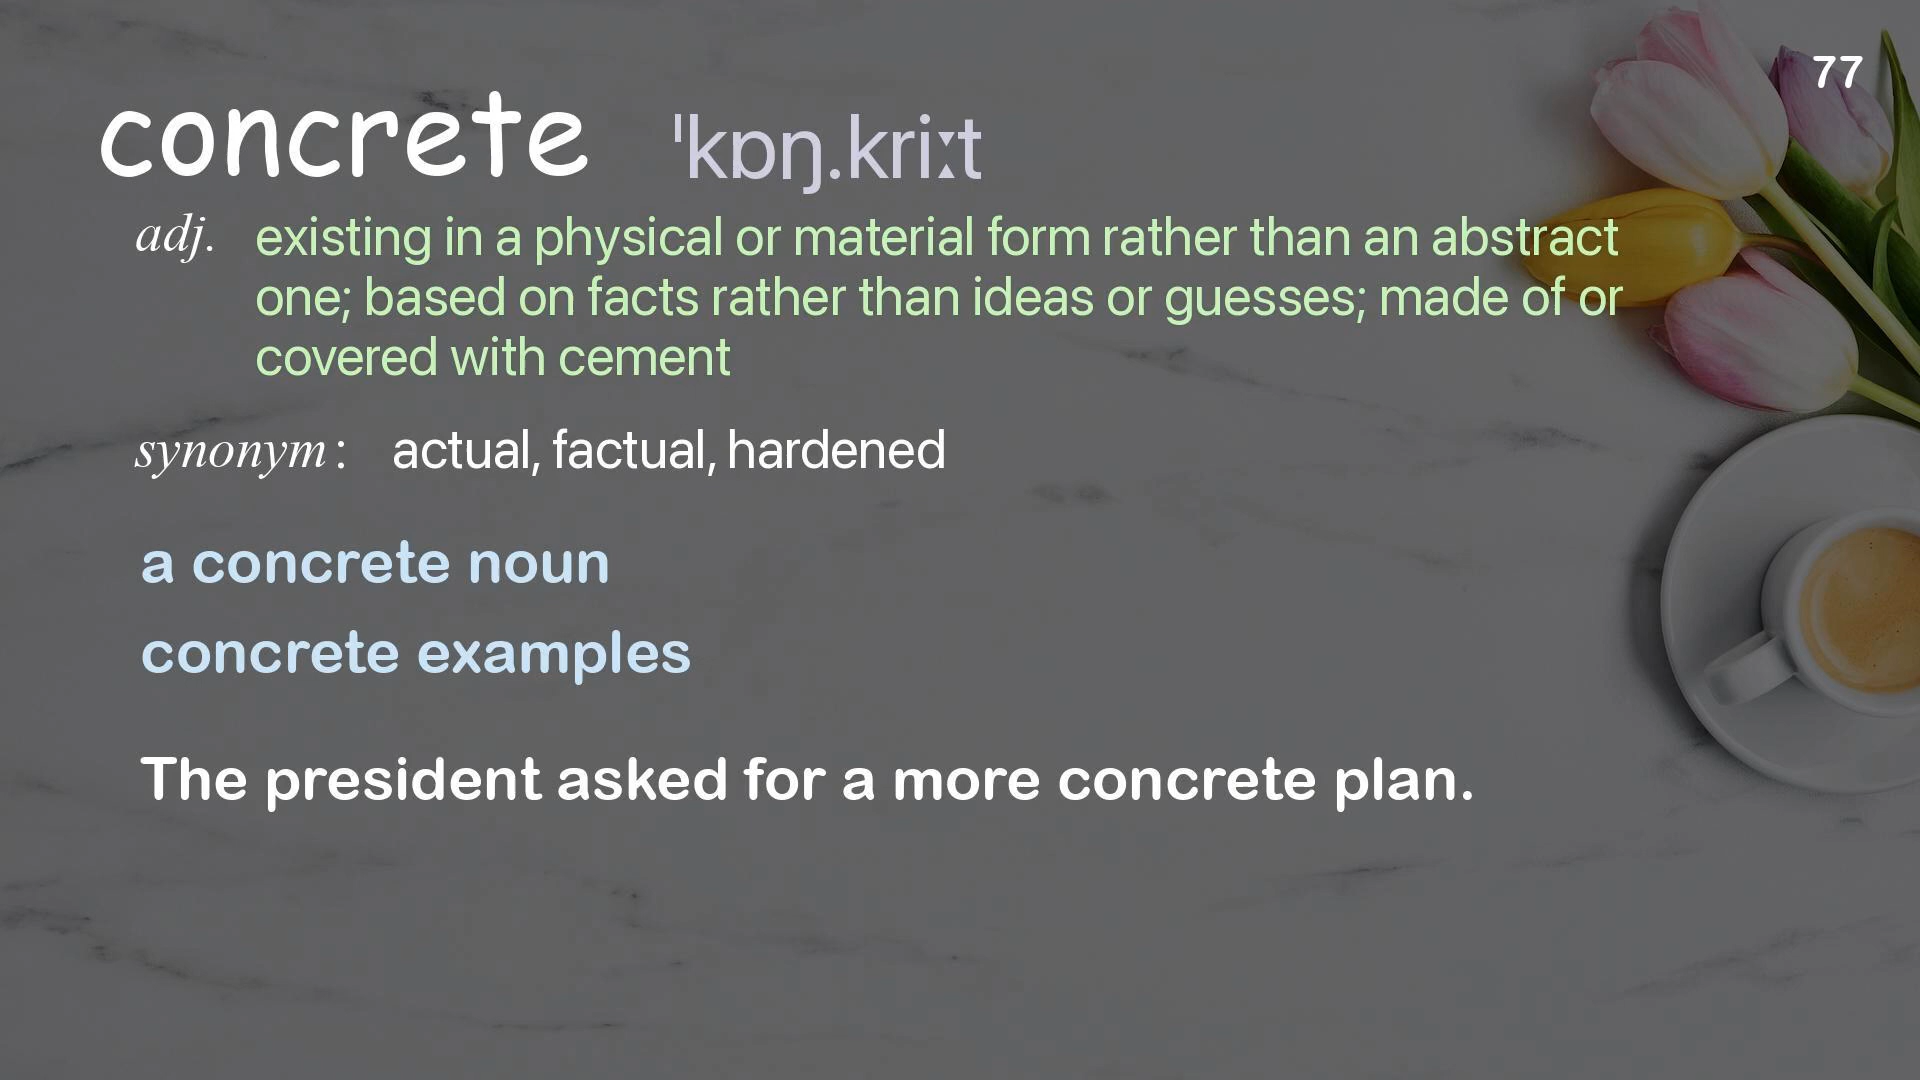 77
concrete ˈkɒŋ.kriːt
adj. existing in a physical or material form rather than an abstract
one; based on facts rather than ideas or guesses; made of or
covered with cement
synonym: actual, factual, hardened
a concrete noun
concrete examples
The president asked for a more concrete plan.